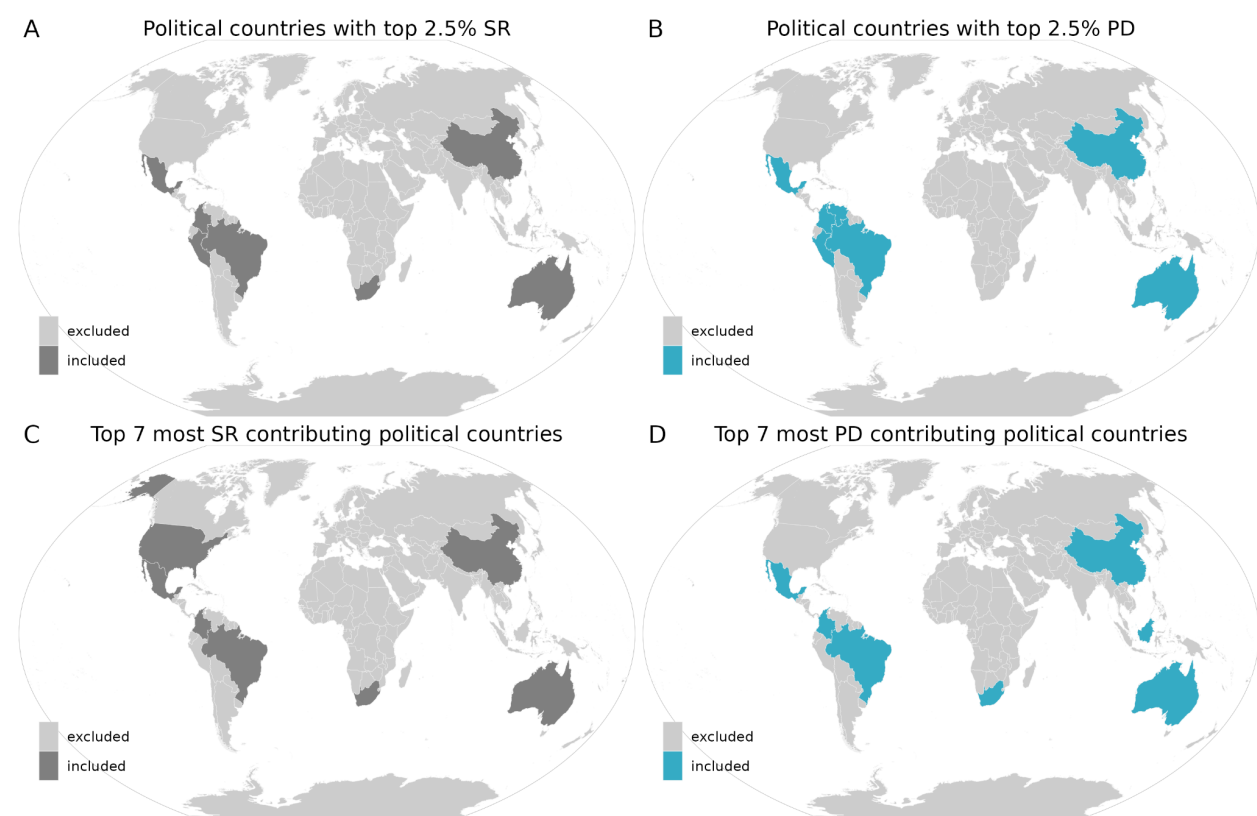 A
Political countries with top 2.5% SR
excluded
included
B
Political countries with top 2.5% PD
excluded
included
C
Top 7 most SR contributing political countries
excluded
included
D
Top 7 most PD contributing political countries
excluded
included